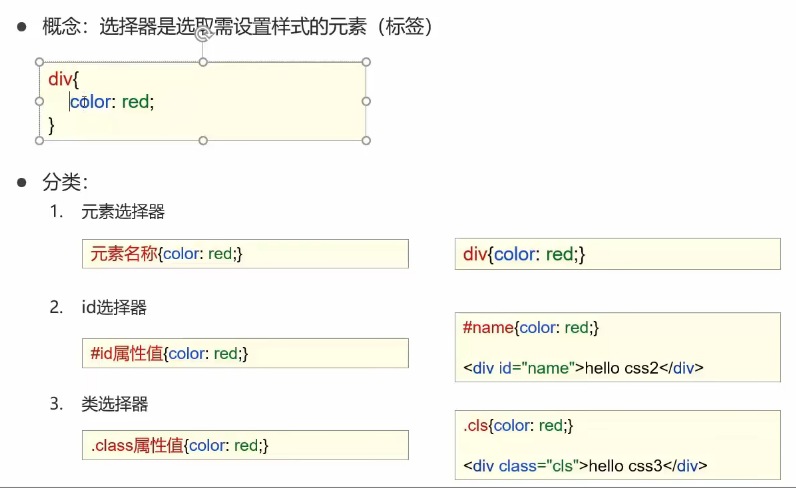 ● 概念：选择器是选取需设置样式的元素（标签）
div{
color: red;
}
● 分类：
1. 元素选择器
元素名称{color: red;}
div{color: red;}
2. id选择器
#id属性值{color: red;}
#name{color: red;}
<div id="name">hello css2</div>
3. 类选择器
.class属性值{color: red;}
.cls{color: red;}
<div class="cls">hello css3</div>